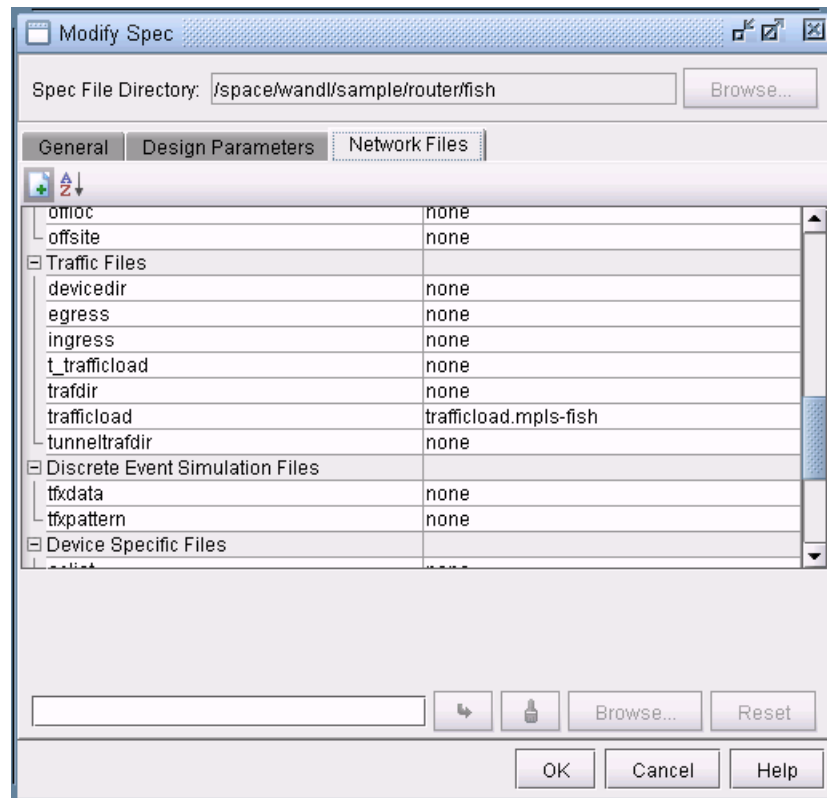 Modify Spec
Spec File Directory: /space/wandl/sample/router/fish Browse...
General Design Parameters Network Files
offloc none
offsite none
Traffic Files
devicedir none
egress none
ingress none
t_trafficload none
trafdir none
trafficload trafficload.mpls-fish
tunneltrafdir none
Discrete Event Simulation Files
tfxdata none
tfxpattern none
Device Specific Files
Browse... Reset
OK Cancel Help